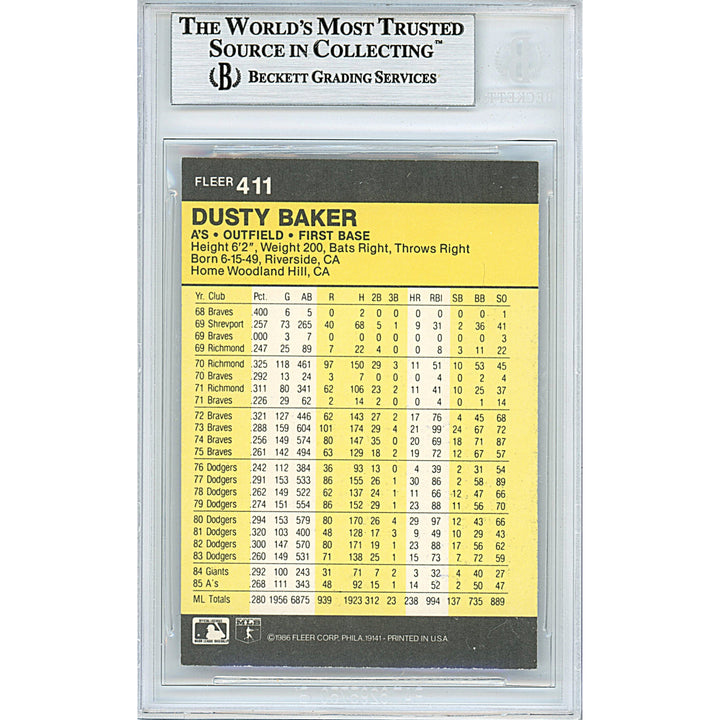 THE WORLD'S MOST TRUSTED
SOURCE IN COLLECTING™
BECKETT GRADING SERVICES
FLEER 411
DUSTY BAKER
A'S • OUTFIELD • FIRST BASE
Height 6'2", Weight 200, Bats Right, Throws Right
Born 6-15-49, Riverside, CA
Home Woodland Hill, CA
Yr. Club Pct. G AB R H 2B 3B HR RBI SB BB SO
68 Braves .400 6 5 0 2 0 0 0 0 0 0 1
69 Shrevport .257 73 265 40 68 5 1 9 31 2 36 41
69 Braves .000 3 7 0 0 0 0 0 0 0 0 3
69 Richmond .247 25 89 7 22 4 0 0 8 3 11 22
70 Richmond .325 118 461 97 150 29 3 11 51 10 53 45
70 Braves .292 13 24 3 7 0 0 0 4 0 2 4
71 Richmond .311 80 341 62 106 23 2 11 41 10 25 37
71 Braves .226 29 62 2 14 2 0 0 4 0 1 14
72 Braves .321 127 446 62 143 27 2 17 76 4 45 68
73 Braves .288 159 604 101 174 29 4 21 99 24 67 72
74 Braves .256 149 574 80 147 35 0 20 69 18 71 87
75 Braves .261 142 494 63 129 18 2 19 72 12 67 57
76 Dodgers .242 112 384 36 93 13 0 4 39 2 31 54
77 Dodgers .291 153 533 86 155 26 1 30 86 2 58 89
78 Dodgers .262 149 522 62 137 24 1 11 66 12 47 66
79 Dodgers .274 151 554 86 152 29 1 23 88 11 56 70
80 Dodgers .294 153 579 80 170 26 4 29 97 12 43 66
81 Dodgers .320 103 400 48 128 17 3 9 49 10 29 43
82 Dodgers .300 147 570 80 171 19 1 23 88 17 56 62
83 Dodgers .260 149 531 71 138 25 1 15 73 7 72 59
84 Giants .292 100 243 31 71 7 2 3 32 4 40 27
85 A's .268 111 343 48 92 15 1 14 52 2 50 47
ML Totals .280 1956 6875 939 1923 312 23 238 994 137 735 889
©1986 FLEER CORP. PHILA. 19141 - PRINTED IN U.S.A.